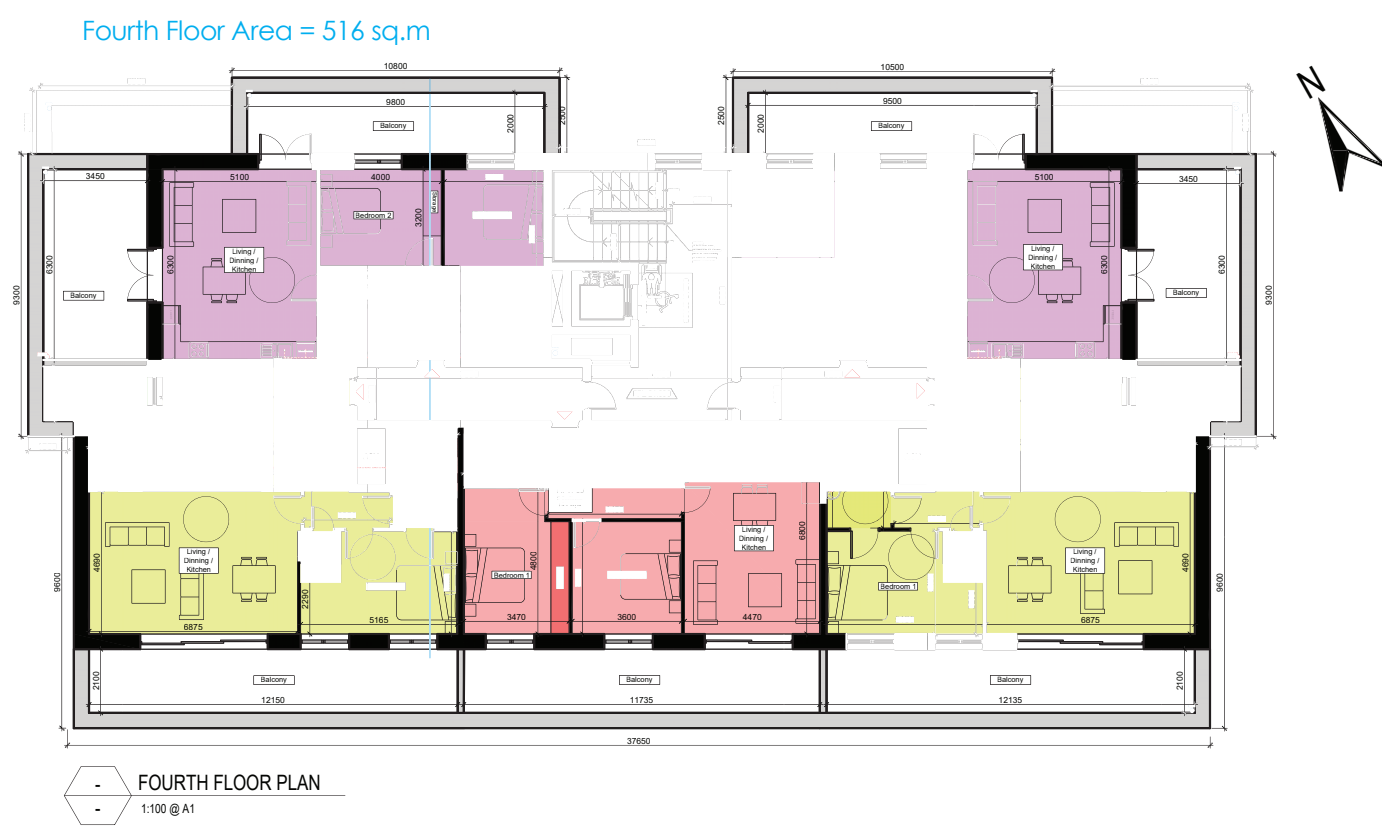 Fourth Floor Area = 516 sq.m
N
10800
10500
9800
9500
2500
2000
2500
2000
Balcony
Balcony
3450
5100
4000
5100
3450
Bedroom 2
Storage
3200
Living /
Dinning /
Kitchen
Living /
Dinning /
Kitchen
9300
6300
6300
6300
6300
9300
Balcony
Balcony
4690
Living /
Dinning /
Kitchen
6875
2290
5165
Bedroom 1
4800
3470
3600
Living /
Dinning /
Kitchen
6800
4470
Bedroom 1
Living /
Dinning /
Kitchen
4690
6875
9600
9600
2100
Balcony
12150
Balcony
11735
Balcony
12135
2100
37650
-
-
FOURTH FLOOR PLAN
1:100 @ A1